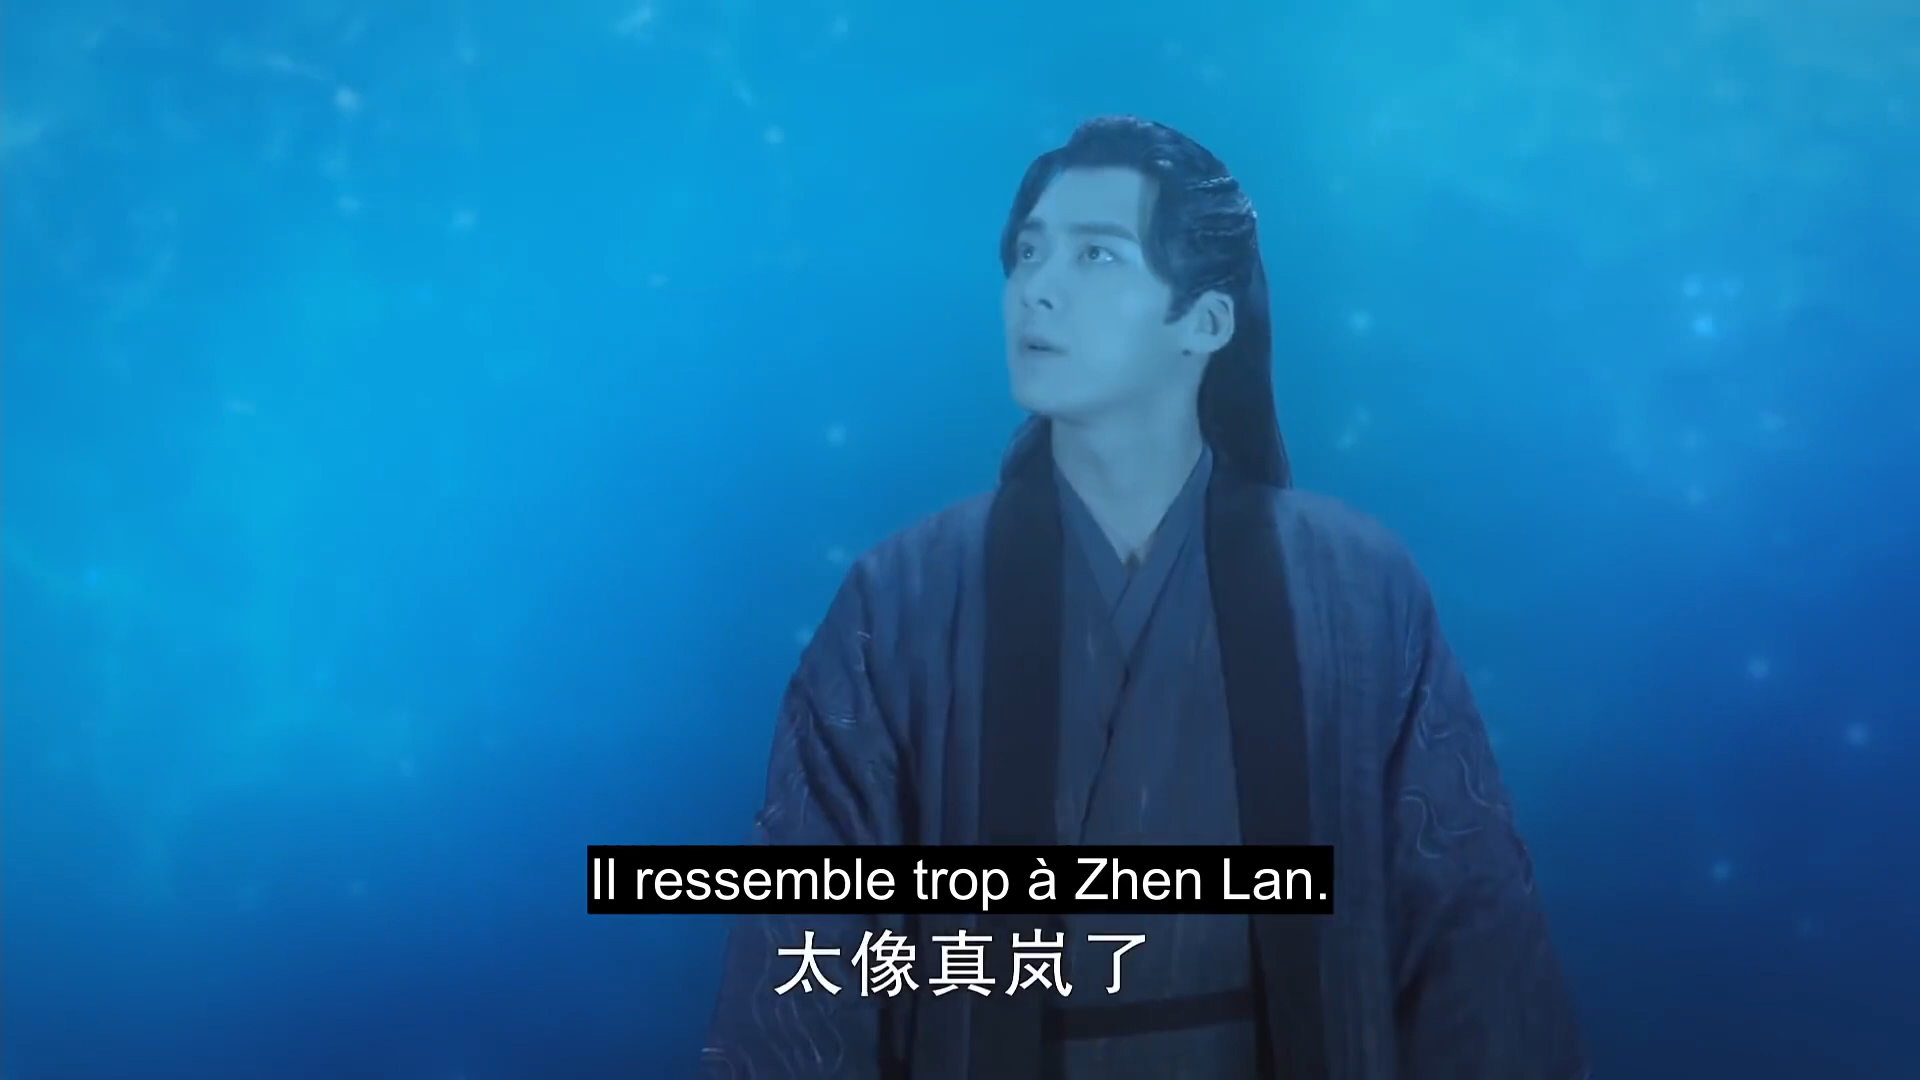 Il ressemble trop à Zhen Lan.
太像真岚了